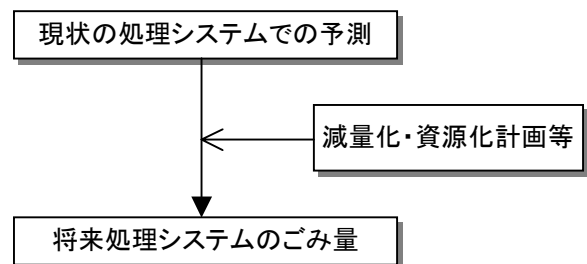 現状の処理システムでの予測
減量化・資源化計画等
将来処理システムのごみ量